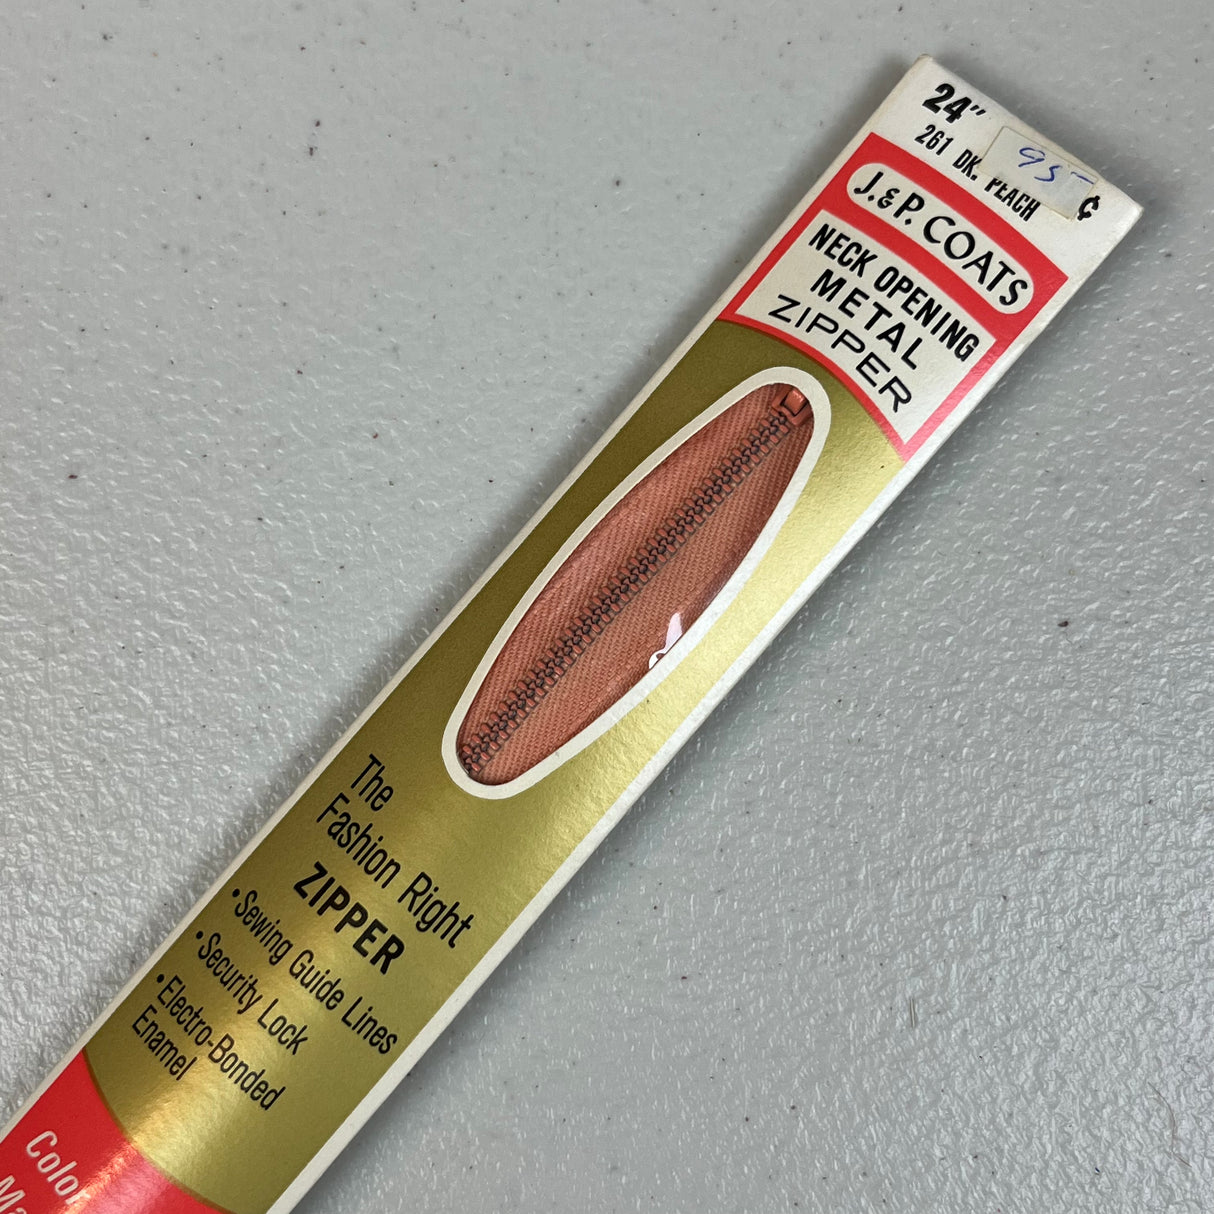 24"
261 DK. PEACH
95 ¢
J. & P. COATS
NECK OPENING
METAL
ZIPPER
The
Fashion Right
ZIPPER
•Sewing Guide Lines
•Security Lock
•Electro-Bonded
Enamel